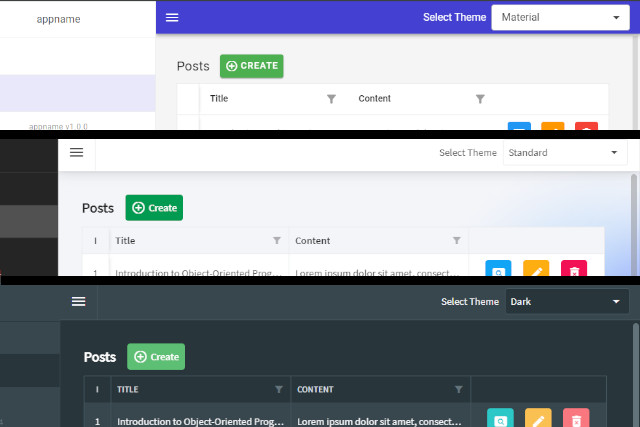 appname
Select Theme Material
Posts CREATE
Title Content
appname v1.0.0
Select Theme Standard
Posts Create
I Title Content
1 Introduction to Object-Oriented Prog... Lorem ipsum dolor sit amet, consect...
Select Theme Dark
Posts Create
I TITLE CONTENT
1 Introduction to Object-Oriented Prog... Lorem ipsum dolor sit amet, consect...